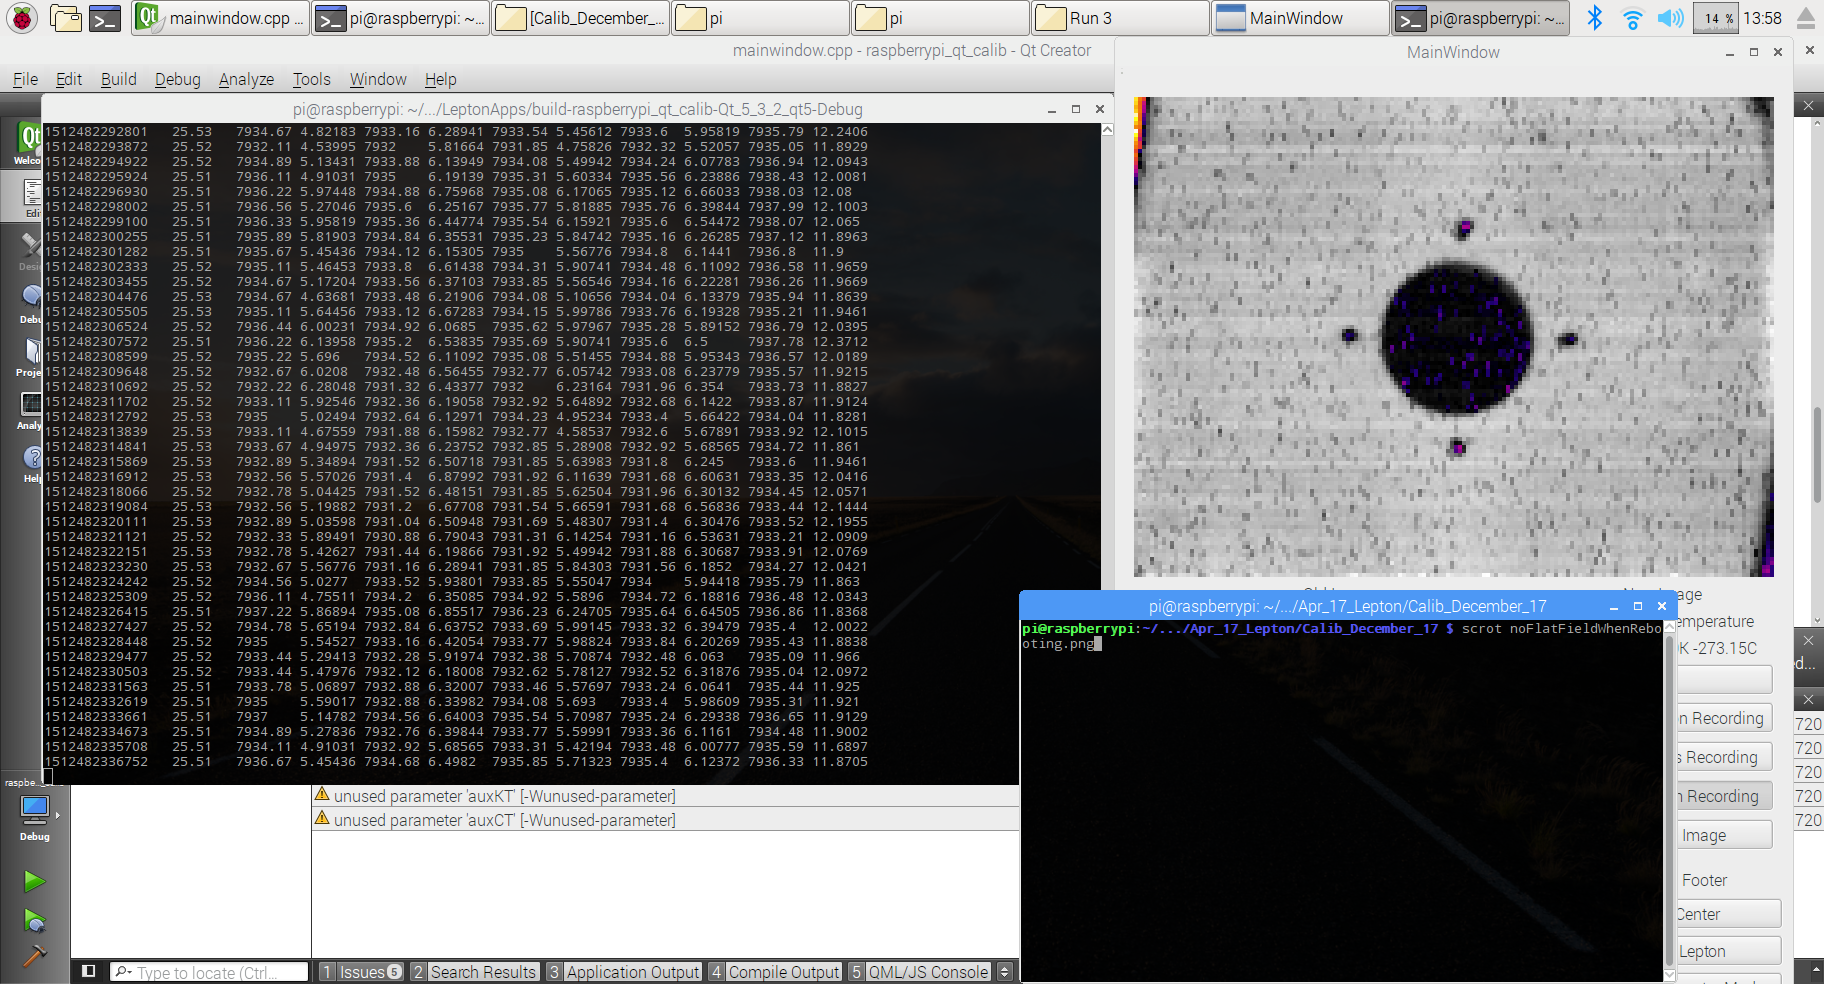 mainwindow.cpp ...
pi@raspberrypi: ~...
[Calib_December_...
pi
pi
Run 3
MainWindow
pi@raspberrypi: ~...
14 %
13:58
mainwindow.cpp - raspberrypi_qt_calib - Qt Creator
MainWindow
File Edit Build Debug Analyze Tools Window Help
pi@raspberrypi: ~/.../LeptonApps/build-raspberrypi_qt_calib-Qt_5_3_2_qt5-Debug
1512482292801 25.53 7934.67 4.82183 7933.16 6.28941 7933.54 5.45612 7933.6 5.95819 7935.79 12.2406
1512482293872 25.52 7932.11 4.53995 7932 5.81664 7931.85 4.75826 7932.32 5.52057 7935.05 11.8929
1512482294922 25.52 7934.89 5.13431 7933.88 6.13949 7934.08 5.49942 7934.24 6.07783 7936.94 12.0943
1512482295924 25.51 7936.11 4.91031 7935 6.19139 7935.31 5.60334 7935.56 6.23886 7938.43 12.0081
1512482296930 25.51 7936.22 5.97448 7934.88 6.75968 7935.08 6.17065 7935.12 6.66033 7938.03 12.08
1512482298002 25.51 7936.56 5.27046 7935.6 6.25167 7935.77 5.81885 7935.76 6.39844 7937.99 12.1003
1512482299100 25.51 7936.33 5.95819 7935.36 6.44774 7935.54 6.15921 7935.6 6.54472 7938.07 12.065
1512482300255 25.51 7935.89 5.81903 7934.84 6.35531 7935.23 5.84742 7935.16 6.26285 7937.12 11.8963
1512482301282 25.51 7935.67 5.45436 7934.12 6.15305 7935 5.56776 7934.8 6.1441 7936.8 11.9
1512482302333 25.52 7935.11 5.46453 7933.8 6.61438 7934.31 5.90741 7934.48 6.11092 7936.58 11.9659
1512482303455 25.52 7934.67 5.17204 7933.56 6.37103 7933.85 5.56546 7934.16 6.22281 7936.26 11.9669
1512482304476 25.53 7934.67 4.63681 7933.48 6.21906 7934.08 5.10656 7934.04 6.13379 7935.94 11.8639
1512482305505 25.53 7935.11 5.64456 7933.12 6.67283 7934.15 5.99786 7933.76 6.19328 7935.21 11.9461
1512482306524 25.52 7936.44 6.00231 7934.92 6.0685 7935.62 5.97967 7935.28 5.89152 7936.79 12.0395
1512482307572 25.52 7936.22 6.13958 7935.2 6.53835 7935.69 5.90741 7935.6 6.5 7937.78 12.3712
1512482308599 25.52 7935.22 5.696 7934.52 6.11092 7935.08 5.51455 7934.88 5.95343 7936.57 12.0189
1512482309648 25.52 7932.67 6.0208 7932.48 6.56455 7932.77 6.05742 7933.08 6.23779 7935.57 11.9215
1512482310692 25.52 7932.22 6.28048 7931.32 6.43377 7932 6.23164 7931.96 6.354 7933.73 11.8827
1512482311702 25.52 7933.11 5.92546 7932.36 6.19058 7932.92 5.64892 7932.68 6.1422 7933.87 11.9124
1512482312792 25.53 7935 5.02494 7932.64 6.12971 7934.23 4.95234 7933.4 5.66422 7934.04 11.8281
1512482313839 25.53 7933.11 4.67559 7931.88 6.15982 7932.77 4.58537 7932.6 5.67891 7933.92 12.1015
1512482314841 25.53 7933.67 4.94975 7932.36 6.23752 7932.85 5.28908 7932.92 5.68565 7934.72 11.861
1512482315869 25.53 7932.89 5.34894 7931.52 6.50718 7931.85 5.63983 7931.8 6.245 7933.6 11.9461
1512482316912 25.53 7932.56 5.57026 7931.4 6.87992 7931.92 6.11639 7931.68 6.60631 7933.35 12.0416
1512482318066 25.52 7932.78 5.04425 7931.52 6.48151 7931.85 5.62504 7931.96 6.30132 7934.45 12.0571
1512482319084 25.53 7932.56 5.19882 7931.2 6.67708 7931.54 5.66591 7931.68 6.56836 7933.44 12.1444
1512482320111 25.53 7932.89 5.03598 7931.04 6.50948 7931.69 5.48307 7931.4 6.30476 7933.52 12.1955
1512482321121 25.53 7932.33 5.89491 7930.88 6.79043 7931.31 6.14254 7931.16 6.53631 7933.21 12.0909
1512482322151 25.53 7932.78 5.42627 7931.44 6.19866 7931.92 5.49942 7931.88 6.30687 7933.91 12.0769
1512482323230 25.53 7932.67 5.56776 7931.16 6.28941 7931.85 5.84303 7931.56 6.1852 7934.27 12.0421
1512482324242 25.52 7934.56 5.0277 7933.52 5.93801 7933.85 5.55047 7934 5.94418 7935.79 11.863
1512482325309 25.52 7936.11 4.75511 7934.2 6.35085 7934.92 5.5896 7934.72 6.18816 7936.48 12.0343
1512482326415 25.51 7937.22 5.86894 7935.08 6.85517 7936.23 6.24705 7935.64 6.64505 7936.86 11.8368
1512482327427 25.52 7934.78 5.65194 7932.84 6.63752 7933.69 5.99145 7933.32 6.39479 7935.4 12.0022
1512482328448 25.52 7935 5.54527 7933.16 6.42054 7933.77 5.98824 7933.84 6.20269 7935.43 11.8838
1512482329477 25.52 7933.44 5.29413 7932.28 5.91974 7932.38 5.70874 7932.48 6.063 7935.09 11.966
1512482330503 25.52 7933.44 5.47976 7932.12 6.18008 7932.62 5.78127 7932.52 6.31876 7935.04 12.0972
1512482331563 25.51 7933.78 5.06897 7932.88 6.32007 7933.46 5.57697 7933.24 6.0641 7935.44 11.925
1512482332619 25.51 7935 5.59017 7932.88 6.33982 7934.08 5.693 7933.4 5.98609 7935.31 11.921
1512482333661 25.51 7937 5.14782 7934.56 6.64003 7935.54 5.70987 7935.24 6.29338 7936.65 11.9129
1512482334673 25.51 7934.89 5.27836 7932.76 6.39844 7933.77 5.59991 7933.36 6.1161 7934.48 11.9002
1512482335708 25.51 7934.11 4.91031 7932.92 5.68565 7933.31 5.42194 7933.48 6.00777 7935.59 11.6897
1512482336752 25.51 7936.67 5.45436 7934.68 6.4982 7935.85 5.71323 7935.4 6.12372 7936.33 11.8705
Qt
Welco
Edi
Desi
Debu
Proje
Analy
Help
raspbe...
Debug
age
emperature
0K -273.15C
n Recording
s Recording
n Recording
Image
Footer
Center
Lepton
ed...
720
720
720
720
720
pi@raspberrypi: ~/.../Apr_17_Lepton/Calib_December_17
pi@raspberrypi:~/.../Apr_17_Lepton/Calib_December_17 $ scrot noFlatFieldWhenRebo
oting.png
unused parameter 'auxKT' [-Wunused-parameter]
unused parameter 'auxCT' [-Wunused-parameter]
Type to locate (Ctrl...
1 Issues 5
2 Search Results
3 Application Output
4 Compile Output
5 QML/JS Console